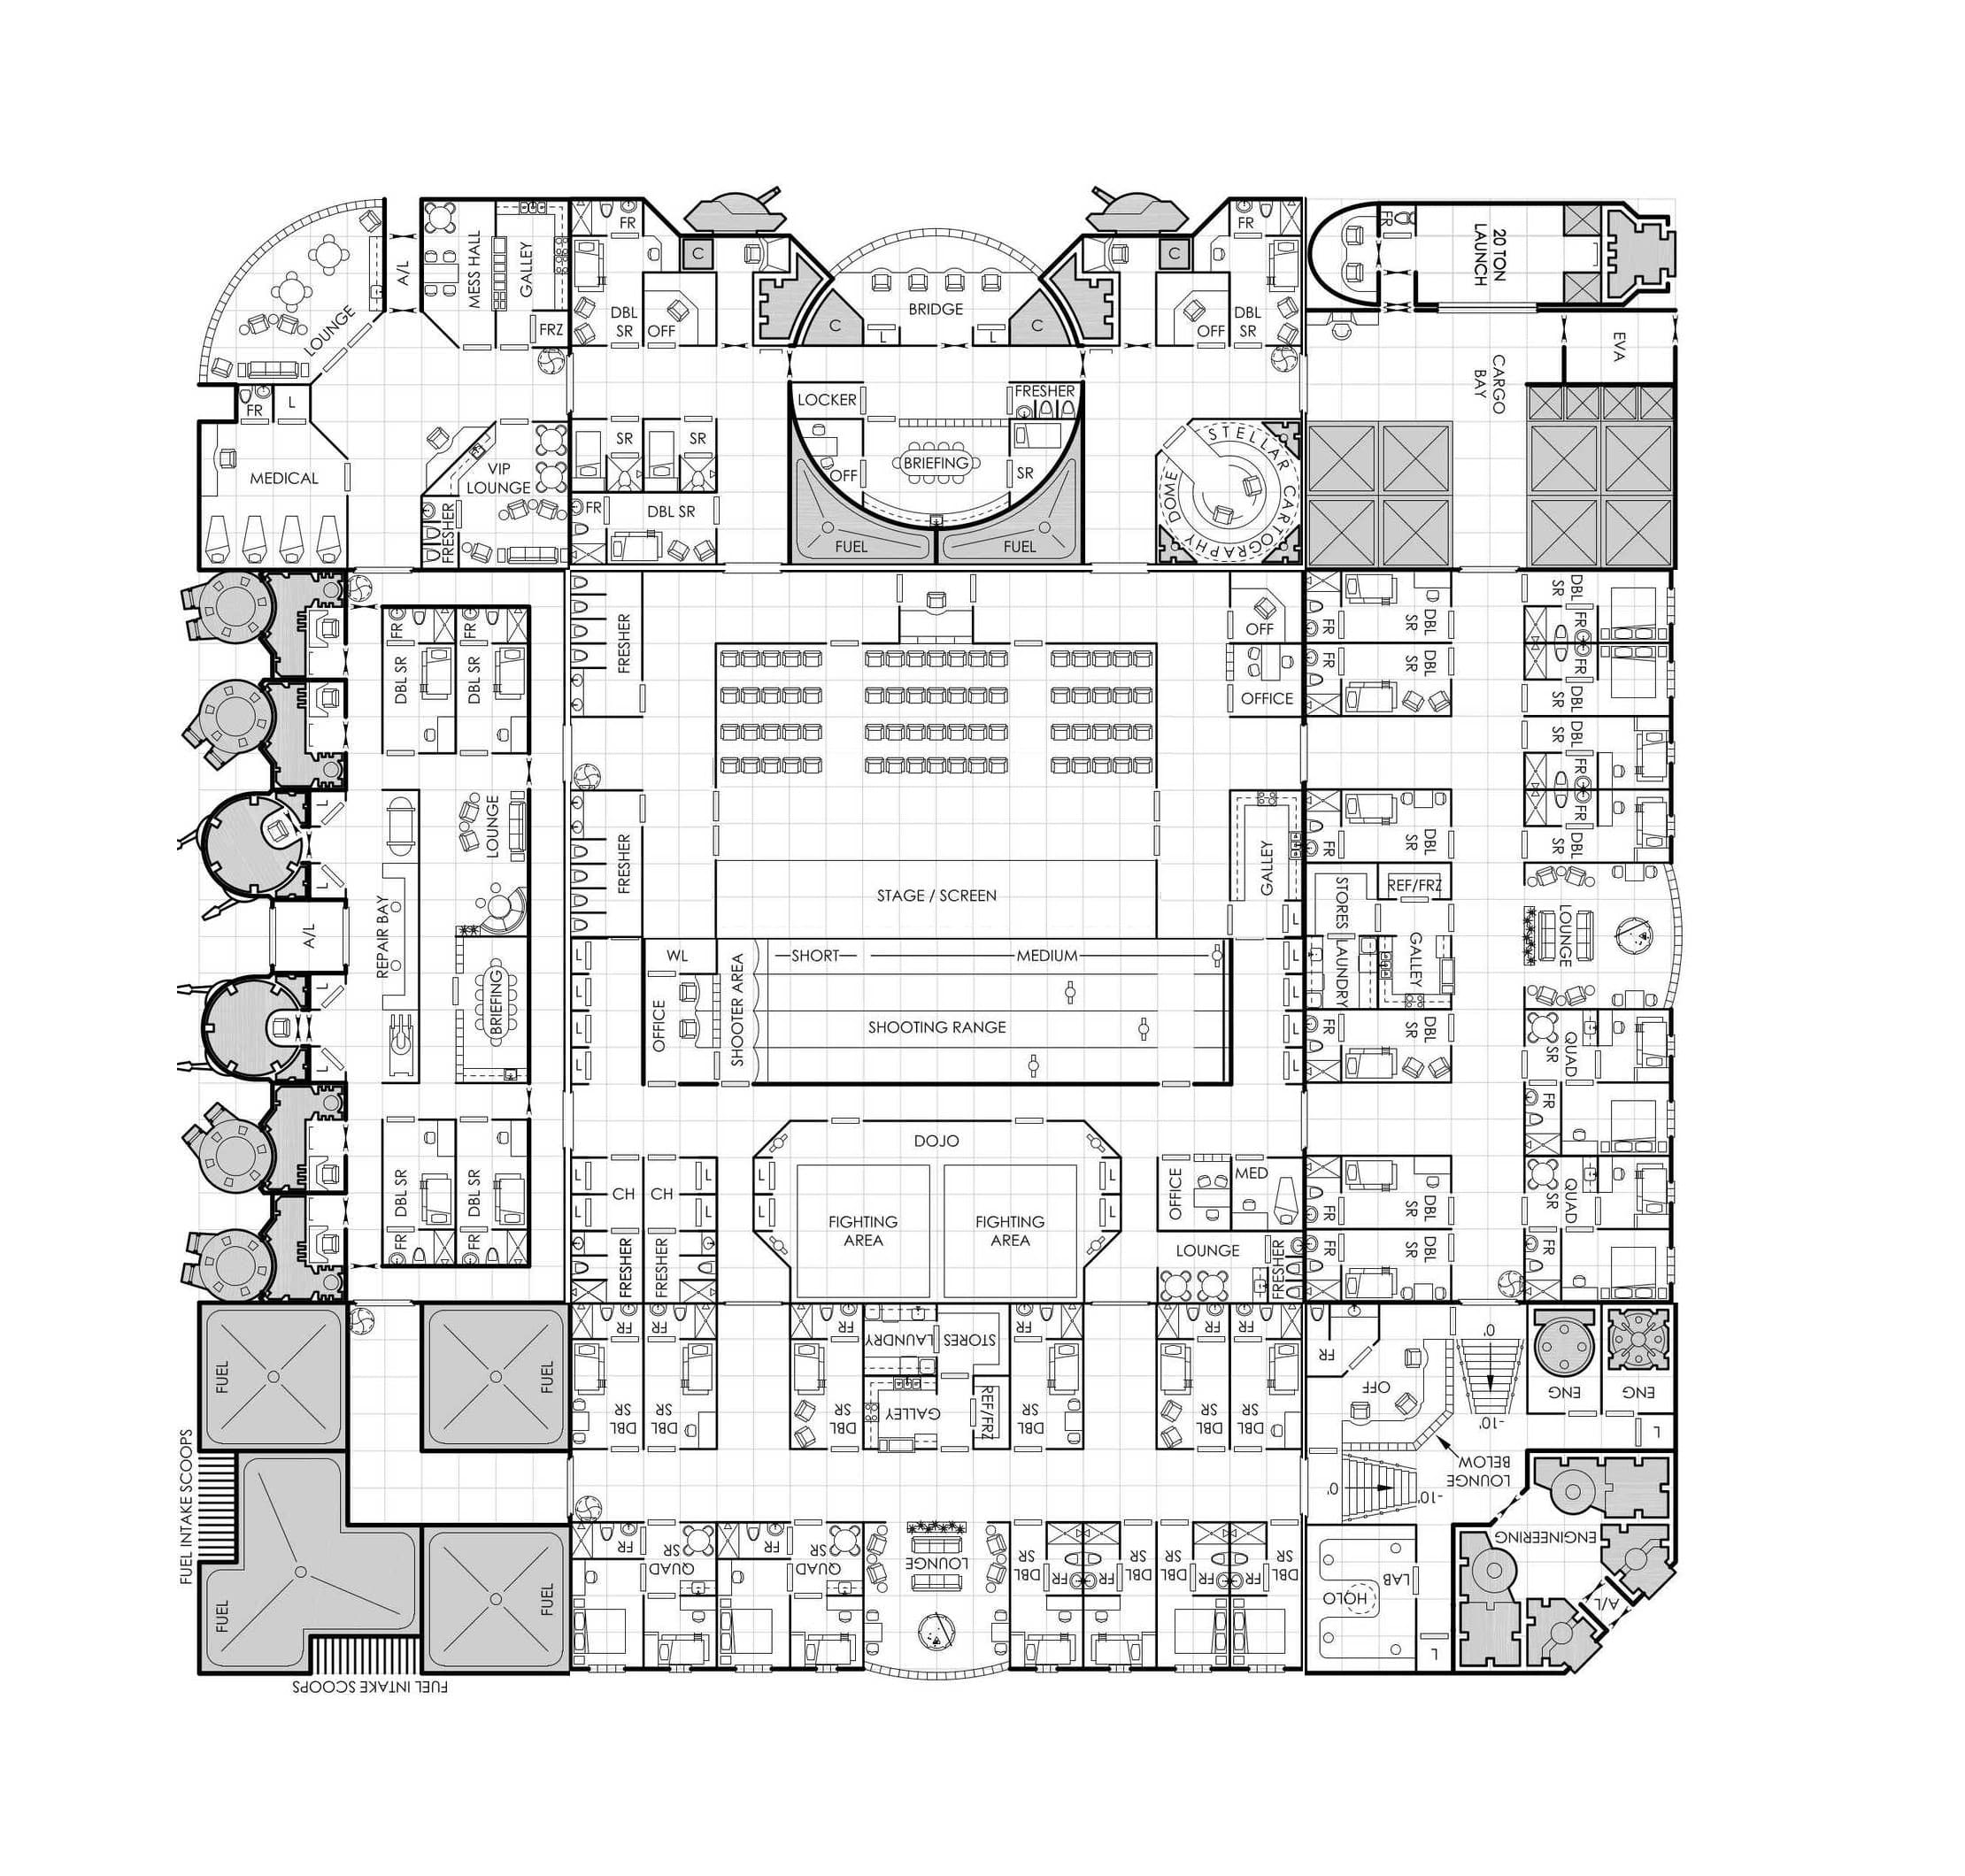 A/L
MESS HALL
GALLEY
FRZ
LOUNGE
FR
L
MEDICAL
VIP
LOUNGE
FRESHER
FR
DBL
SR
OFF
C
SR
SR
FR
DBL SR
BRIDGE
C
C
L
L
LOCKER
FRESHER
OFF
BRIEFING
SR
FUEL
FUEL
C
FR
OFF
DBL
SR
STELLAR CARTOGRAPHY DOME
FR
20 TON
LAUNCH
EVA
CARGO
BAY
FR
FR
DBL SR
DBL SR
L
L
LOUNGE
REPAIR BAY
A/L
BRIEFING
L
L
DBL SR
DBL SR
FR
FR
FRESHER
FRESHER
OFF
OFFICE
STAGE / SCREEN
GALLEY
L
L
L
L
L
WL
OFFICE
SHOOTER AREA
SHORT
MEDIUM
SHOOTING RANGE
L
L
L
L
DOJO
L
L
L
L
FIGHTING
AREA
FIGHTING
AREA
L
L
CH
CH
L
L
FRESHER
FRESHER
OFFICE
MED
LOUNGE
FRESHER
FR
DBL
SR
FR
DBL
SR
DBL
SR
FR
FR
DBL
SR
DBL
SR
FR
FR
DBL
SR
FR
DBL
SR
STORES
REF/FRZ
GALLEY
LAUNDRY
LOUNGE
FR
DBL
SR
QUAD
SR
FR
FR
DBL
SR
QUAD
SR
FR
FR
DBL
SR
FUEL
FUEL
FUEL
FUEL
FUEL INTAKE SCOOPS
FUEL INTAKE SCOOPS
FR
FR
DBL
SR
DBL
SR
FR
DBL
SR
LAUNDRY
STORES
GALLEY
REF/FRZ
FR
DBL
SR
FR
FR
DBL
SR
DBL
SR
FR
QUAD
SR
FR
QUAD
SR
LOUNGE
DBL
SR
FR
FR
DBL
SR
DBL
SR
FR
FR
DBL
SR
FR
OFF
0'
-10'
ENG
ENG
L
LOUNGE
BELOW
0'
-10'
ENGINEERING
HOLO
LAB
L
A/L